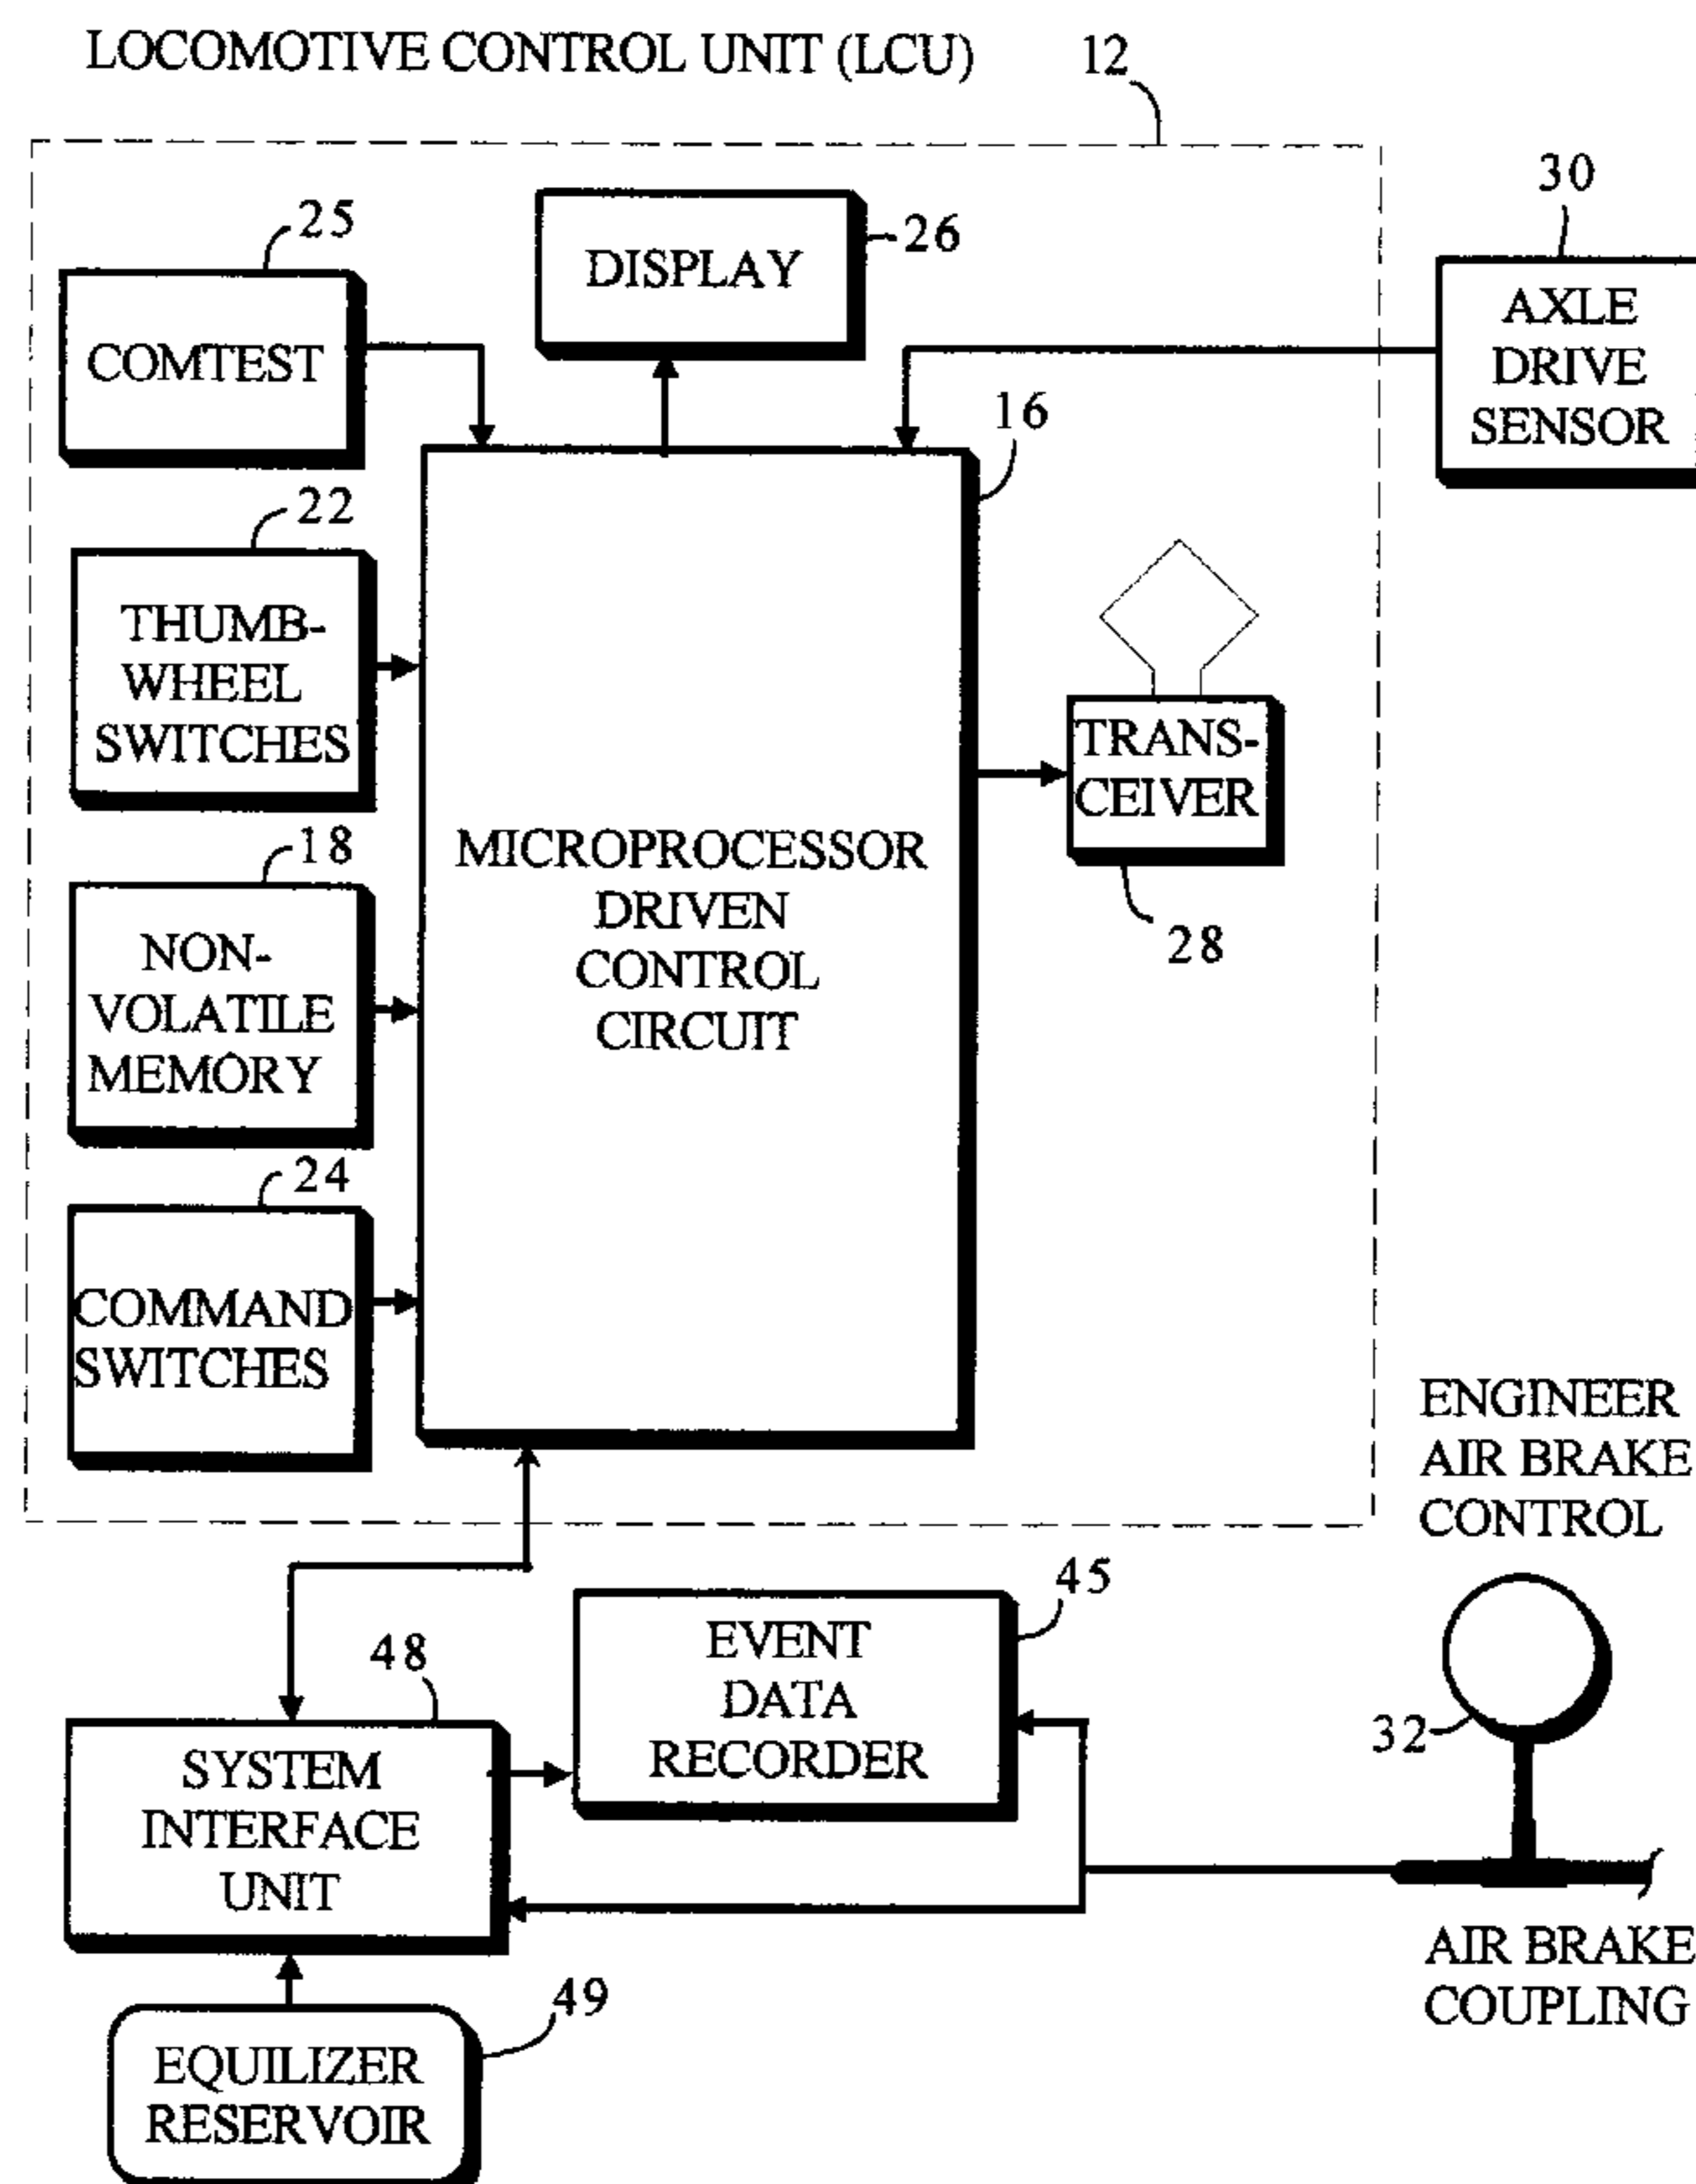 LOCOMOTIVE CONTROL UNIT (LCU)
12
30
25
DISPLAY
26
COMTEST
AXLE
DRIVE
SENSOR
16
22
THUMB-
WHEEL
SWITCHES
TRANS-
CEIVER
28
18
NON-
VOLATILE
MEMORY
MICROPROCESSOR
DRIVEN
CONTROL
CIRCUIT
24
COMMAND
SWITCHES
ENGINEER
AIR BRAKE
CONTROL
45
EVENT
DATA
RECORDER
48
32
SYSTEM
INTERFACE
UNIT
AIR BRAKE
COUPLING
49
EQUILIZER
RESERVOIR